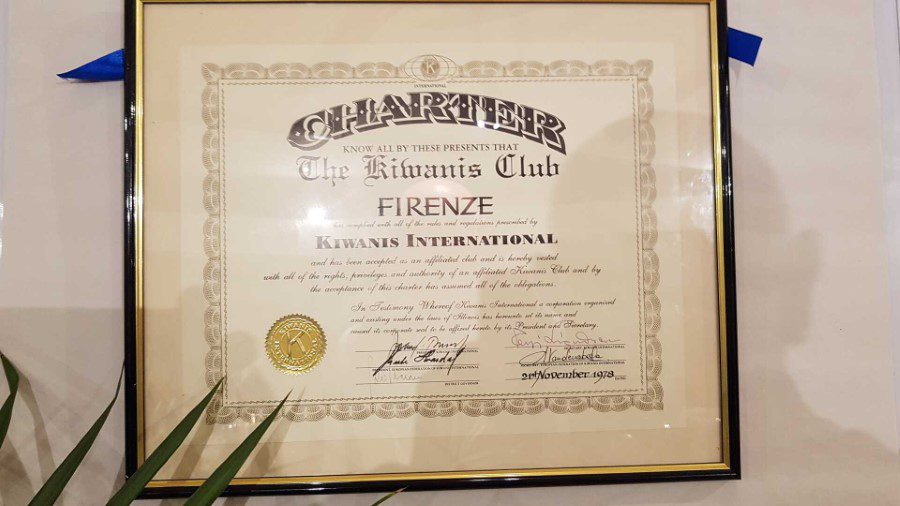 K
INTERNATIONAL
CHARTER
KNOW ALL BY THESE PRESENTS THAT
The Kiwanis Club
FIRENZE
has complied with all of the rules and regulations prescribed by
KIWANIS INTERNATIONAL
and has been accepted as an affiliated club and is hereby vested
with all of the rights, privileges and authority of an affiliated Kiwanis Club and by
the acceptance of this charter has assumed all of the obligations.
In Testimony Whereof Kiwanis International a corporation organized
and existing under the laws of Illinois has hereunto set its name and
caused its corporate seal to be affixed hereto by its President and Secretary.
KIWANIS
K
INTERNATIONAL
DISTRICT GOVERNOR
21st November 1978